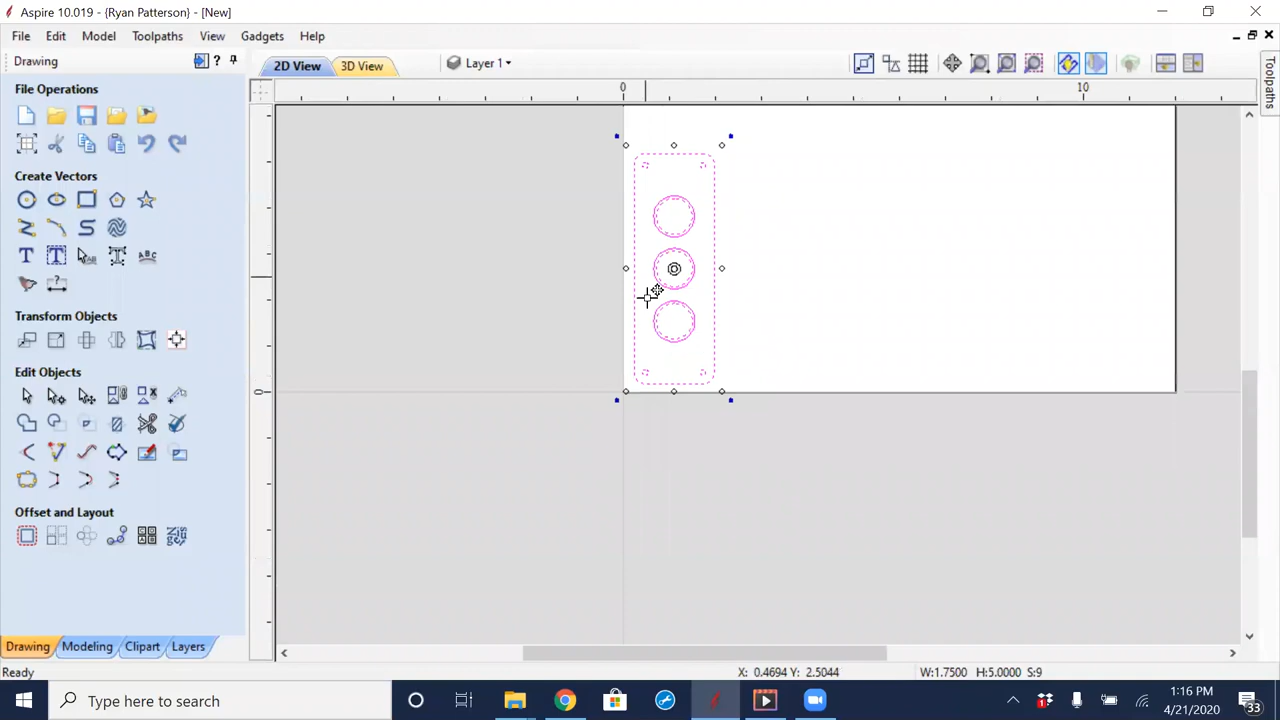 Aspire 10.019 - {Ryan Patterson} - [New]
File Edit Model Toolpaths View Gadgets Help
Drawing
2D View 3D View Layer 1
Toolpaths
File Operations
0 10
Create Vectors
Transform Objects
Edit Objects
0
Offset and Layout
Drawing Modeling Clipart Layers
Ready X: 0.4694 Y: 2.5044 W:1.7500 H:5.0000 S:9
Type here to search
1:16 PM
4/21/2020
33